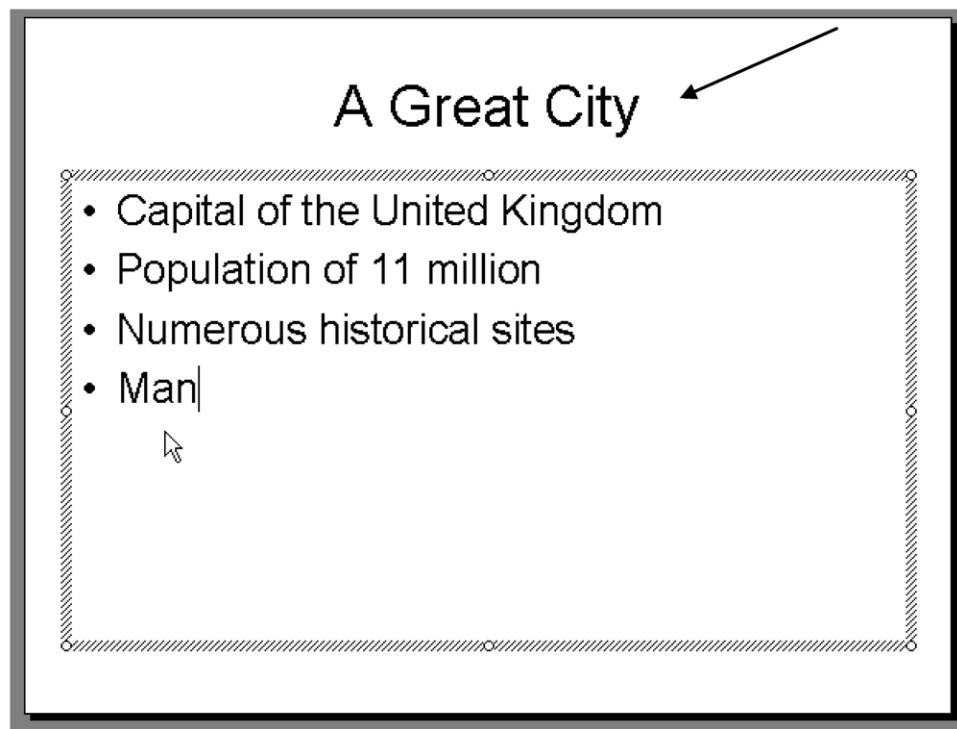 A Great City
• Capital of the United Kingdom
• Population of 11 million
• Numerous historical sites
• Man